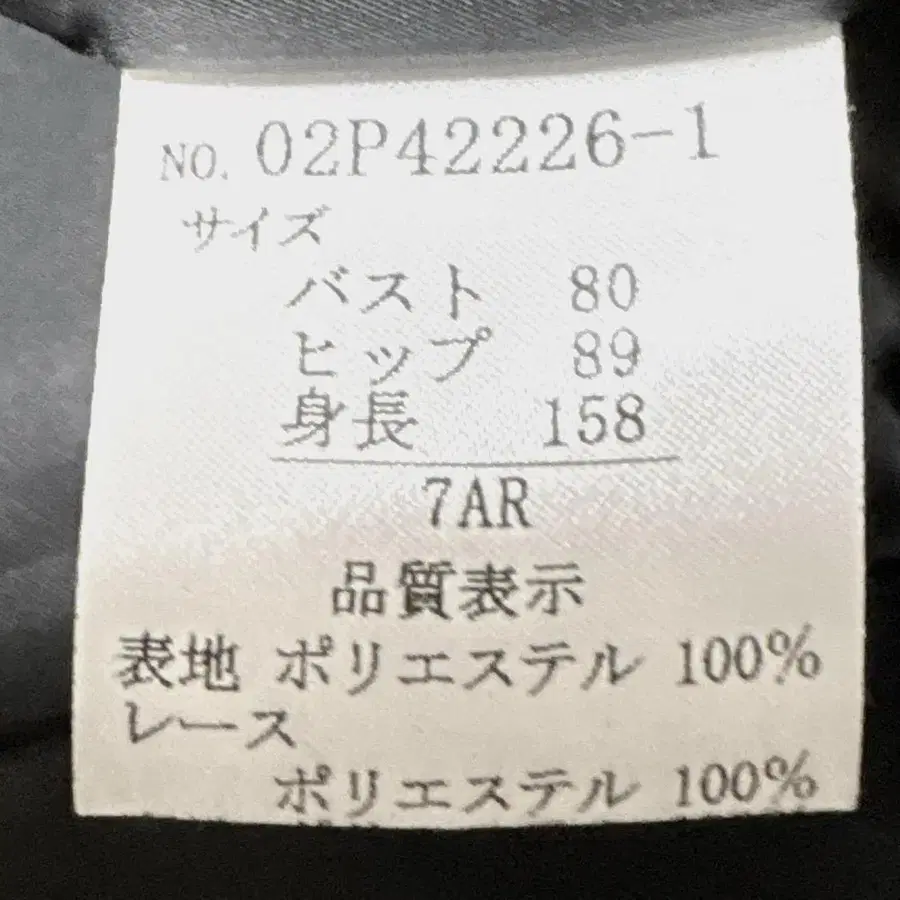 NO. 02P42226-1
サイズ
バスト 80
ヒップ 89
身長 158
7AR
品質表示
表地 ポリエステル 100%
レース
ポリエステル 100%